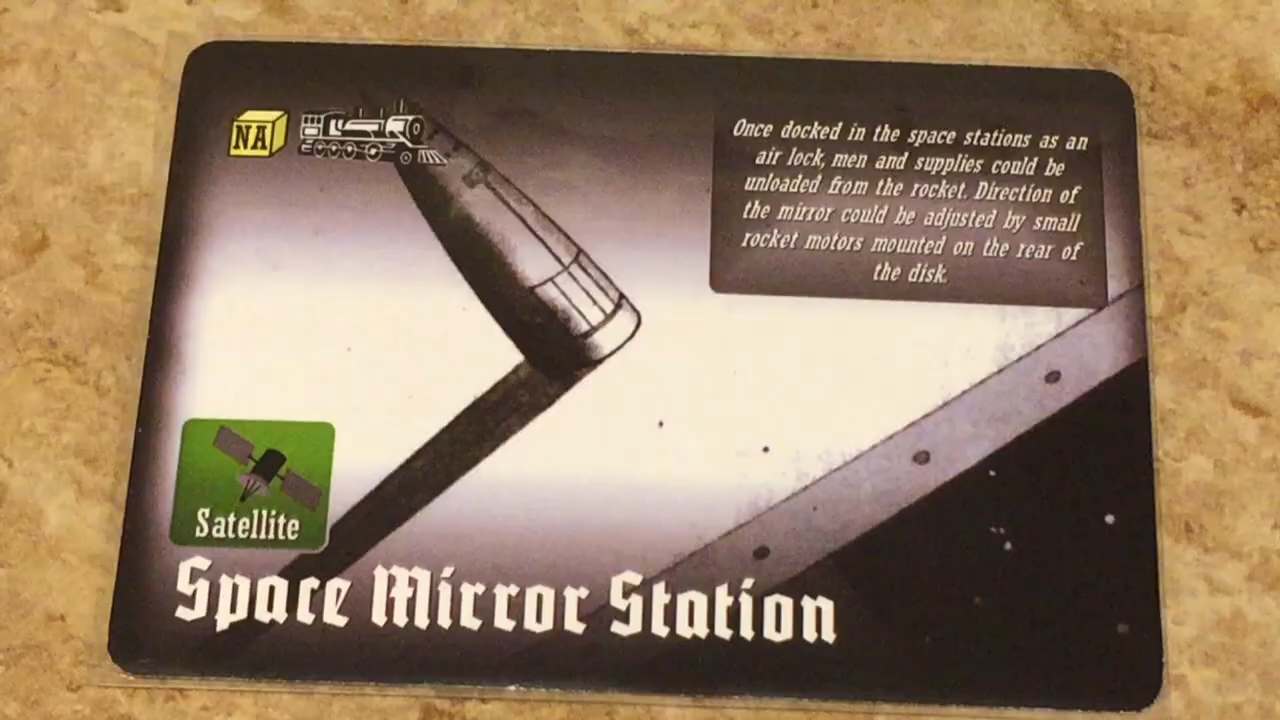 NA
Once docked in the space stations as an
air lock, men and supplies could be
unloaded from the rocket. Direction of
the mirror could be adjusted by small
rocket motors mounted on the rear of
the disk.
Satellite
Space Mirror Station